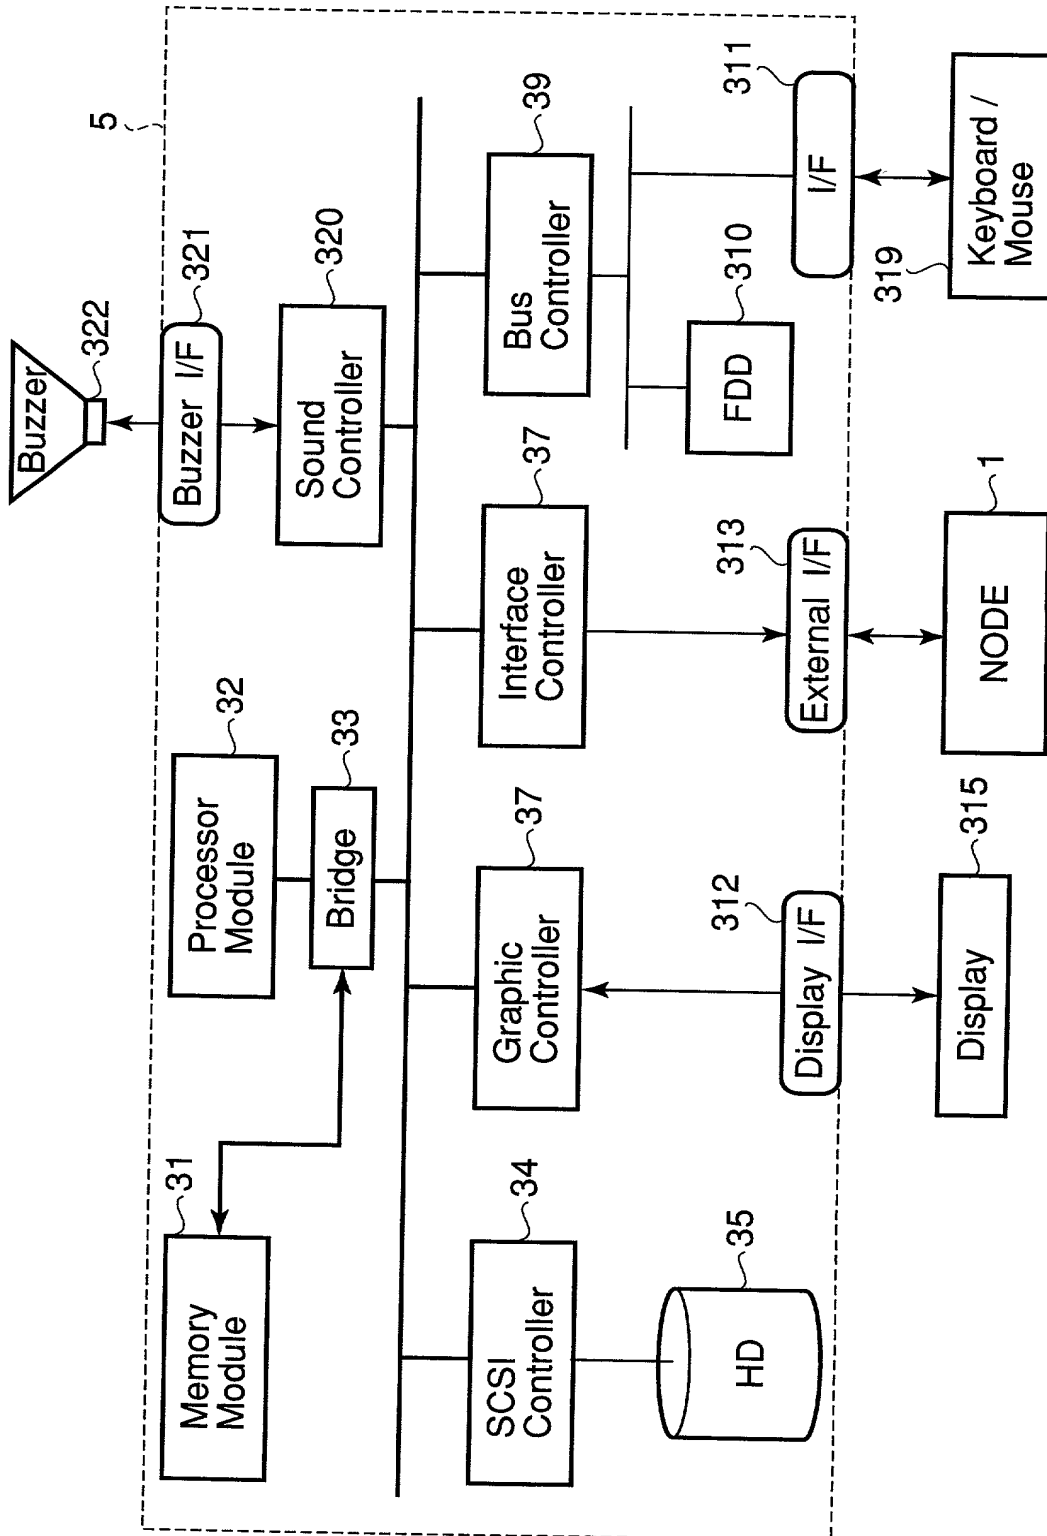 Buzzer
322
5
Buzzer I/F
321
Sound
Controller
320
Processor
Module
32
Bridge
33
Memory
Module
31
SCSI
Controller
34
Graphic
Controller
37
Interface
Controller
37
Bus
Controller
39
HD
35
FDD
310
Display I/F
312
External I/F
313
I/F
311
Display
315
NODE
1
Keyboard /
Mouse
319